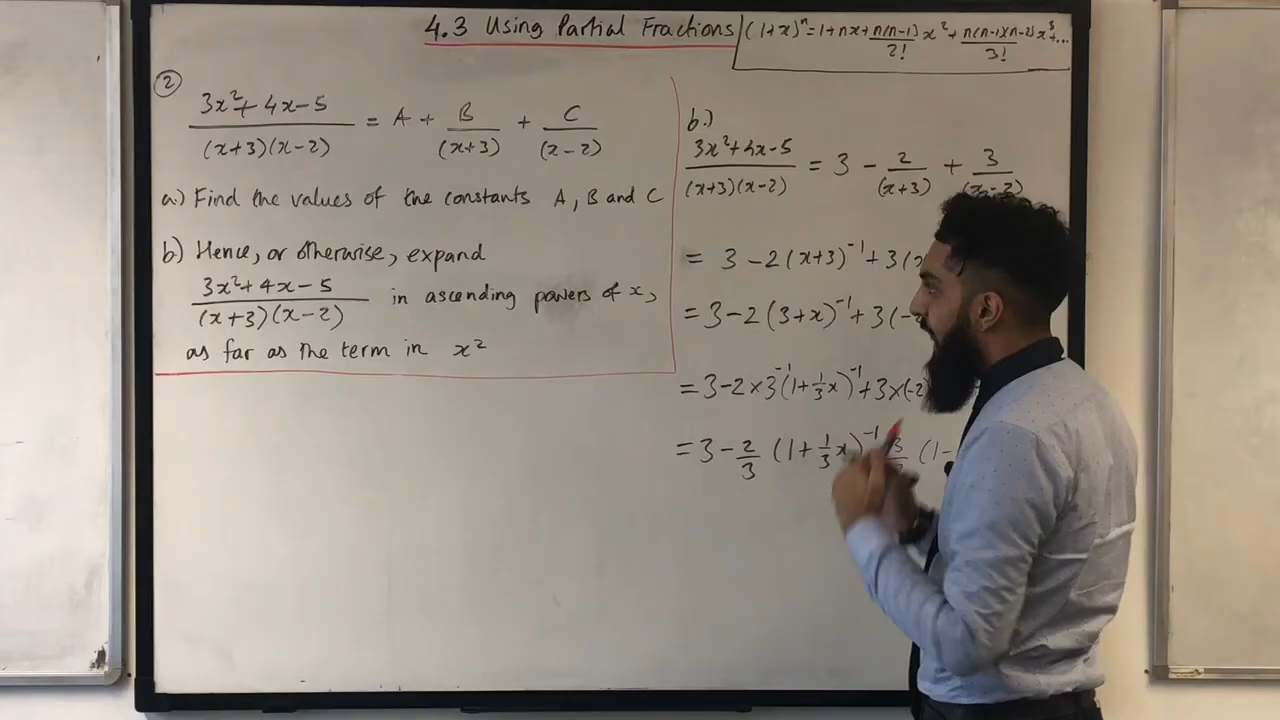 4.3 Using Partial Fractions
(1+x)ⁿ = 1+nx+ n(n-1)/2! x² + n(n-1)(n-2)/3! x³+...
②
(3x²+4x-5)/((x+3)(x-2)) = A + B/(x+3) + C/(x-2)
a.) Find the values of the constants A, B and C
b) Hence, or otherwise, expand
(3x²+4x-5)/((x+3)(x-2)) in ascending powers of x,
as far as the term in x²
b.)
(3x²+4x-5)/((x+3)(x-2)) = 3 - 2/(x+3) + 3/(x-2)
= 3-2(x+3)⁻¹+3(
= 3-2(3+x)⁻¹+3(-
= 3-2×3⁻¹(1+⅓x)⁻¹+3×(-2)
= 3-⅔(1+⅓x)⁻¹ (1-